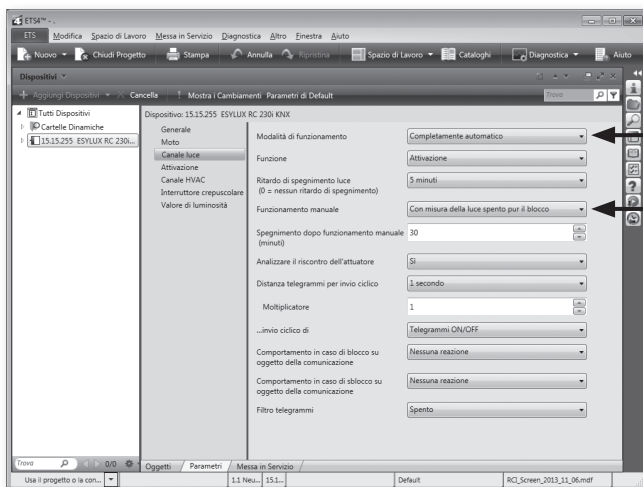 ETS4™ - .
ETS Modifica Spazio di Lavoro Messa in Servizio Diagnostica Altro Finestra Aiuto
Nuovo Chiudi Progetto Stampa Annulla Ripristina Spazio di Lavoro Cataloghi Diagnostica Aiuto
Dispositivi
Aggiungi Dispositivi Cancella Mostra i Cambiamenti Parametri di Default Trova
Tutti Dispositivi
Cartelle Dinamiche
15.15.255 ESYLUX RC 230i...
Dispositivo: 15.15.255 ESYLUX RC 230i KNX
Generale
Moto
Canale luce
Attivazione
Canale HVAC
Interruttore crepuscolare
Valore di luminosità
Modalità di funzionamento Completamente automatico
Funzione Attivazione
Ritardo di spegnimento luce 5 minuti
(0 = nessun ritardo di spegnimento)
Funzionamento manuale Con misura della luce spento pur il blocco
Spegnimento dopo funzionamento manuale 30
(minuti)
Analizzare il riscontro dell'attuatore Sì
Distanza telegrammi per invio ciclico 1 secondo
Moltiplicatore 1
...invio ciclico di Telegrammi ON/OFF
Comportamento in caso di blocco su Nessuna reazione
oggetto della comunicazione
Comportamento in caso di sblocco su Nessuna reazione
oggetto della comunicazione
Filtro telegrammi Spento
Trova 0/0 Oggetti Parametri Messa in Servizio
Usa il progetto o la con... 1.1 Neu... 15.1... Default RCI_Screen_2013_11_06.mdf